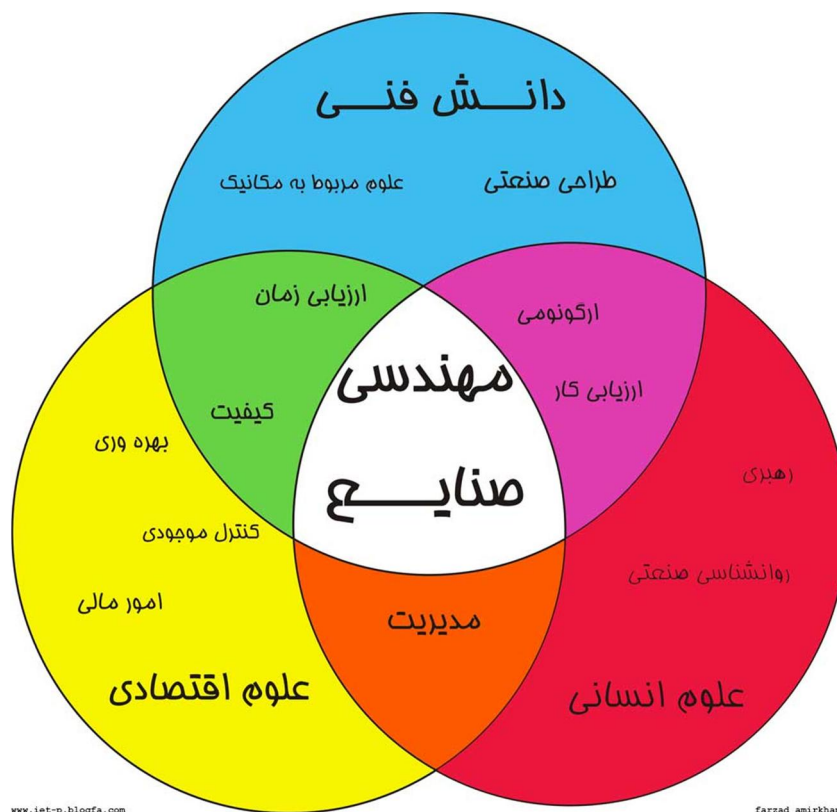 دانش فنی
طراحی صنعتی
علوم مربوط به مکانیک
ارزیابی زمان
ارگونومی
مهندسی
ارزیابی کار
کیفیت
بهره وری
رهبری
صنایع
کنترل موجودی
روانشناسی صنعتی
امور مالی
مدیریت
علوم انسانی
علوم اقتصادی
www.iet-p.blogfa.com
farzad amirkha